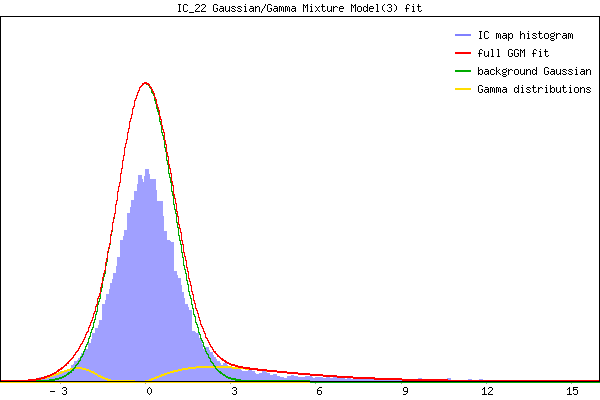 IC_22 Gaussian/Gamma Mixture Model(3) fit
IC map histogram
full GGM fit
background Gaussian
Gamma distributions
-3 0 3 6 9 12 15